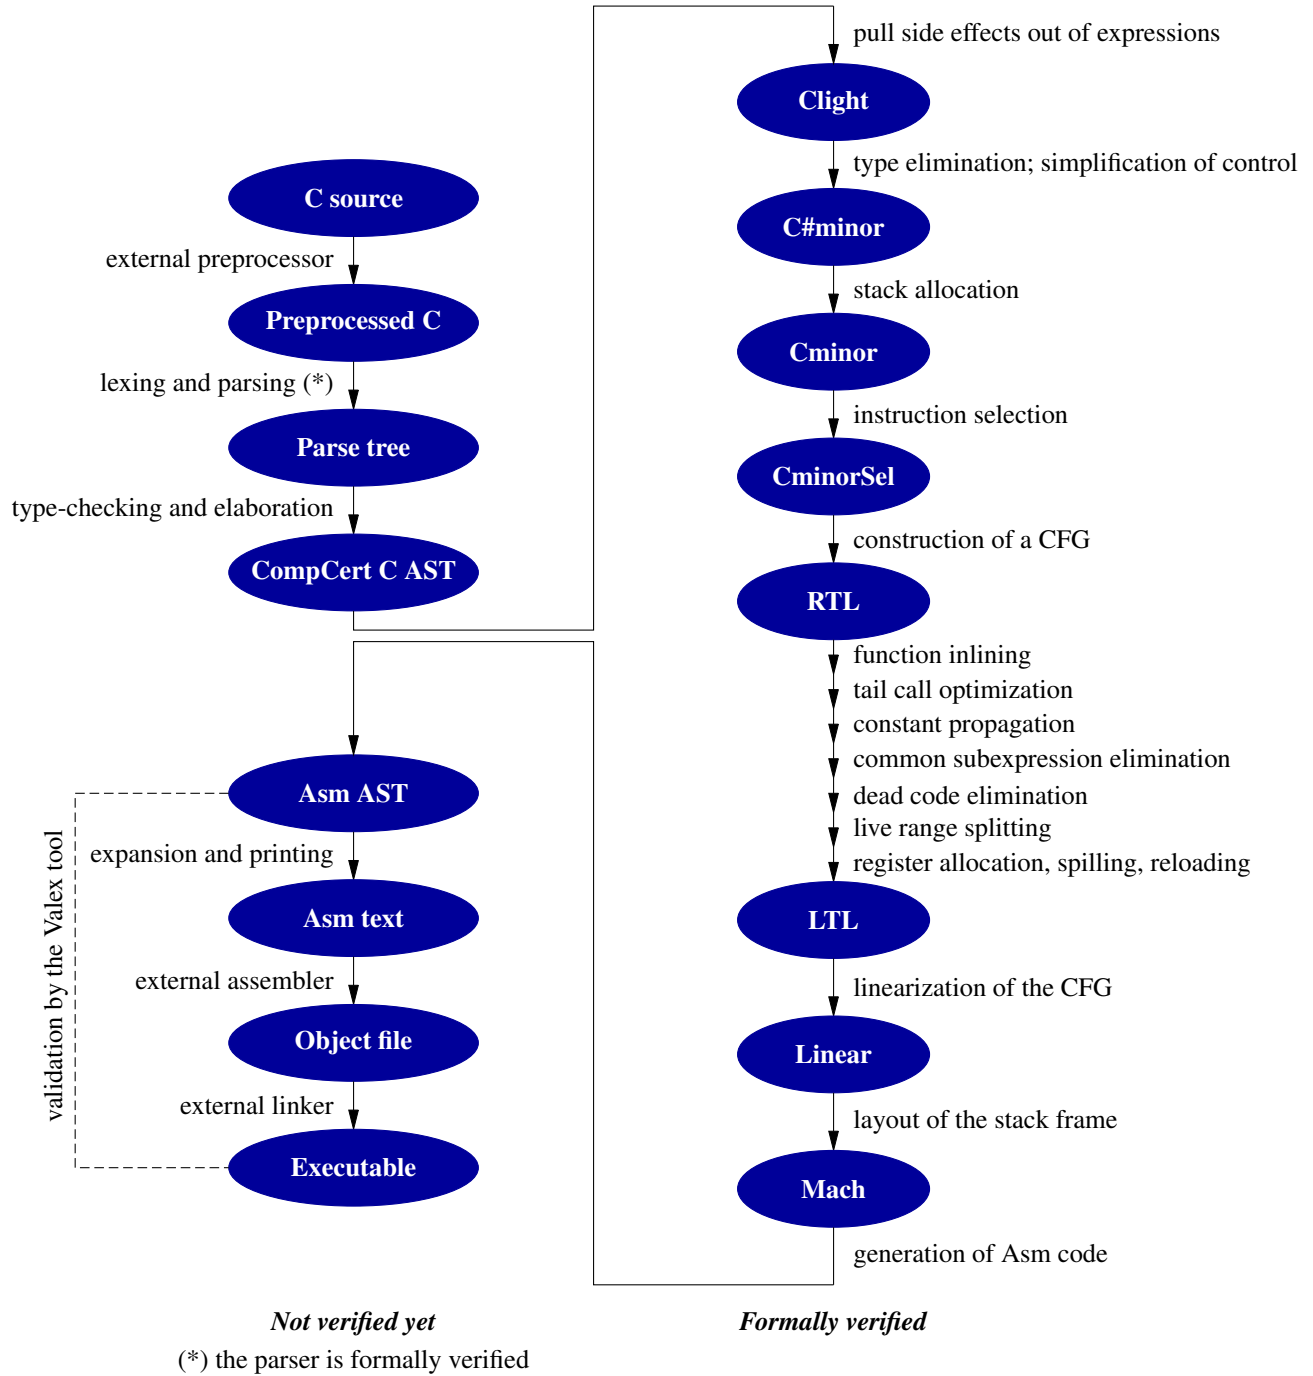 C source
external preprocessor
Preprocessed C
lexing and parsing (*)
Parse tree
type-checking and elaboration
CompCert C AST
pull side effects out of expressions
Clight
type elimination; simplification of control
C#minor
stack allocation
Cminor
instruction selection
CminorSel
construction of a CFG
RTL
function inlining
tail call optimization
constant propagation
common subexpression elimination
dead code elimination
live range splitting
register allocation, spilling, reloading
LTL
linearization of the CFG
Linear
layout of the stack frame
Mach
generation of Asm code
Asm AST
expansion and printing
Asm text
external assembler
Object file
external linker
Executable
validation by the Valex tool
Not verified yet
(*) the parser is formally verified
Formally verified